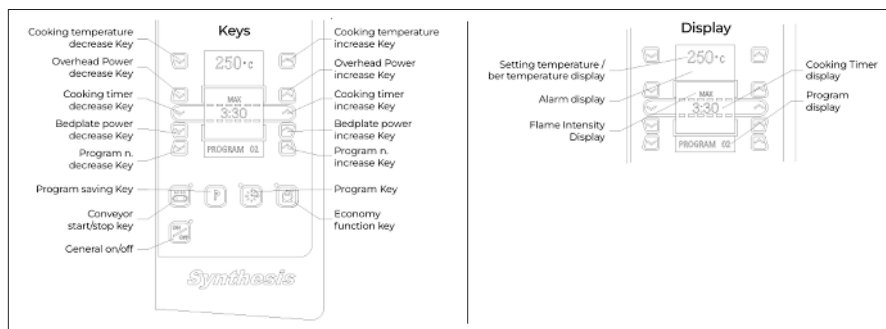 Keys
Cooking temperature
decrease Key
Overhead Power
decrease Key
Cooking timer
decrease Key
Bedplate power
decrease Key
Program n.
decrease Key
Program saving Key
Conveyor
start/stop key
General on/off
250°c
MAX
3:30
PROGRAM 02
P
ON
OFF
Synthesis
Cooking temperature
increase Key
Overhead Power
increase Key
Cooking timer
increase Key
Bedplate power
increase Key
Program n.
increase Key
Program Key
Economy
function key
Display
Setting temperature /
ber temperature display
Alarm display
Flame Intensity
Display
250°c
MAX
3:30
PROGRAM 02
Cooking Timer
display
Program
display